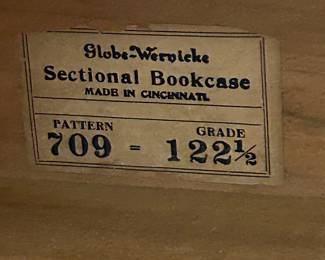 Globe-Wernicke
Sectional Bookcase
MADE IN CINCINNATI.
PATTERN GRADE
709 - 122½